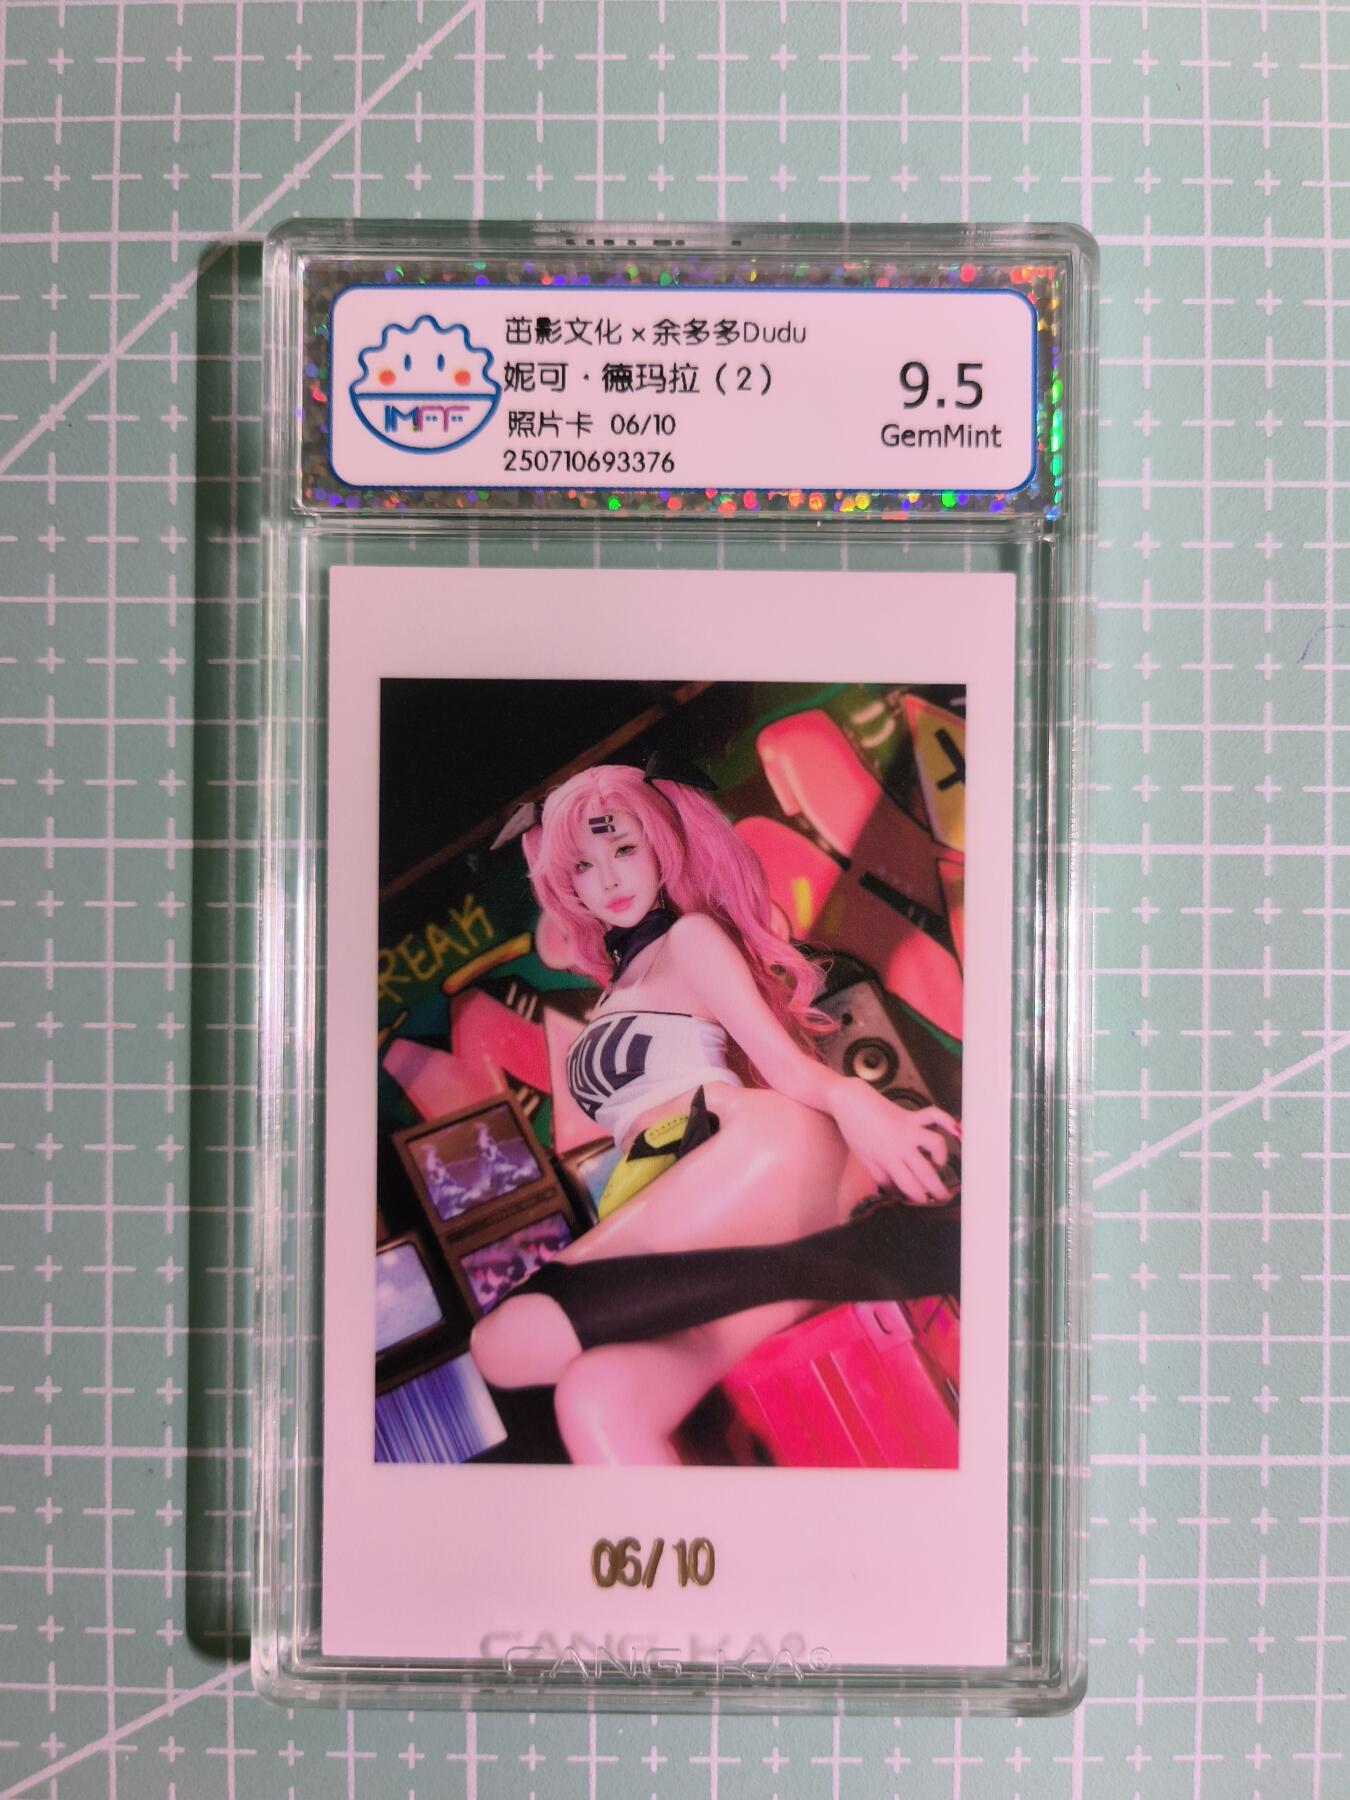 茁影文化×余多多Dudu
妮可·德玛拉（2）
照片卡 06/10
250710693376
IMFF
9.5
GemMint
REAK
06/10
CANG KA®